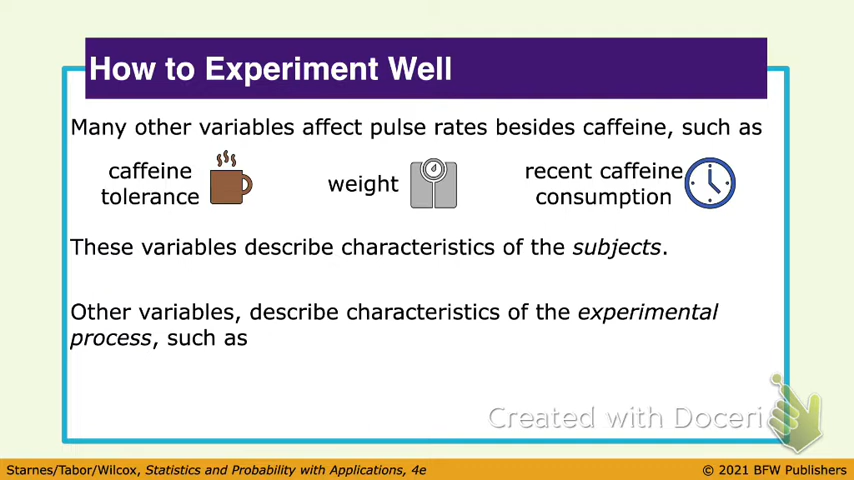 How to Experiment Well
Many other variables affect pulse rates besides caffeine, such as
caffeine
tolerance
weight
recent caffeine
consumption
These variables describe characteristics of the subjects.
Other variables, describe characteristics of the experimental
process, such as
Created with Doceri
Starnes/Tabor/Wilcox, Statistics and Probability with Applications, 4e
© 2021 BFW Publishers